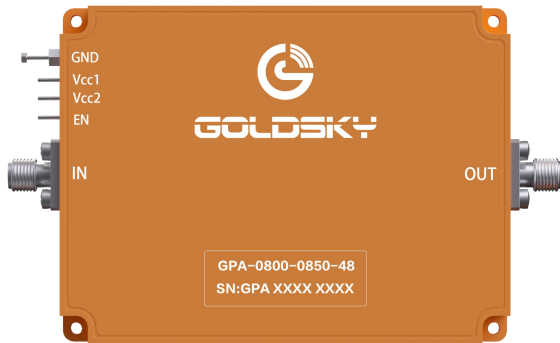 GND
Vcc1
Vcc2
EN
GOLDSKY
IN
OUT
GPA-0800-0850-48
SN:GPA XXXX XXXX